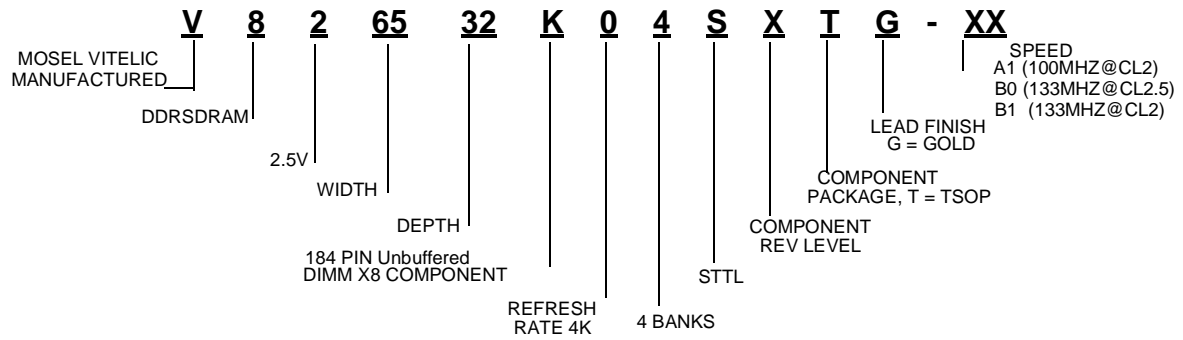 V 8 2 65 32 K 0 4 S X T G - XX
MOSEL VITELIC
MANUFACTURED
DDRSDRAM
2.5V
WIDTH
DEPTH
184 PIN Unbuffered
DIMM X8 COMPONENT
REFRESH
RATE 4K
4 BANKS
STTL
COMPONENT
REV LEVEL
COMPONENT
PACKAGE, T = TSOP
LEAD FINISH
G = GOLD
SPEED
A1 (100MHZ@CL2)
B0 (133MHZ@CL2.5)
B1 (133MHZ@CL2)